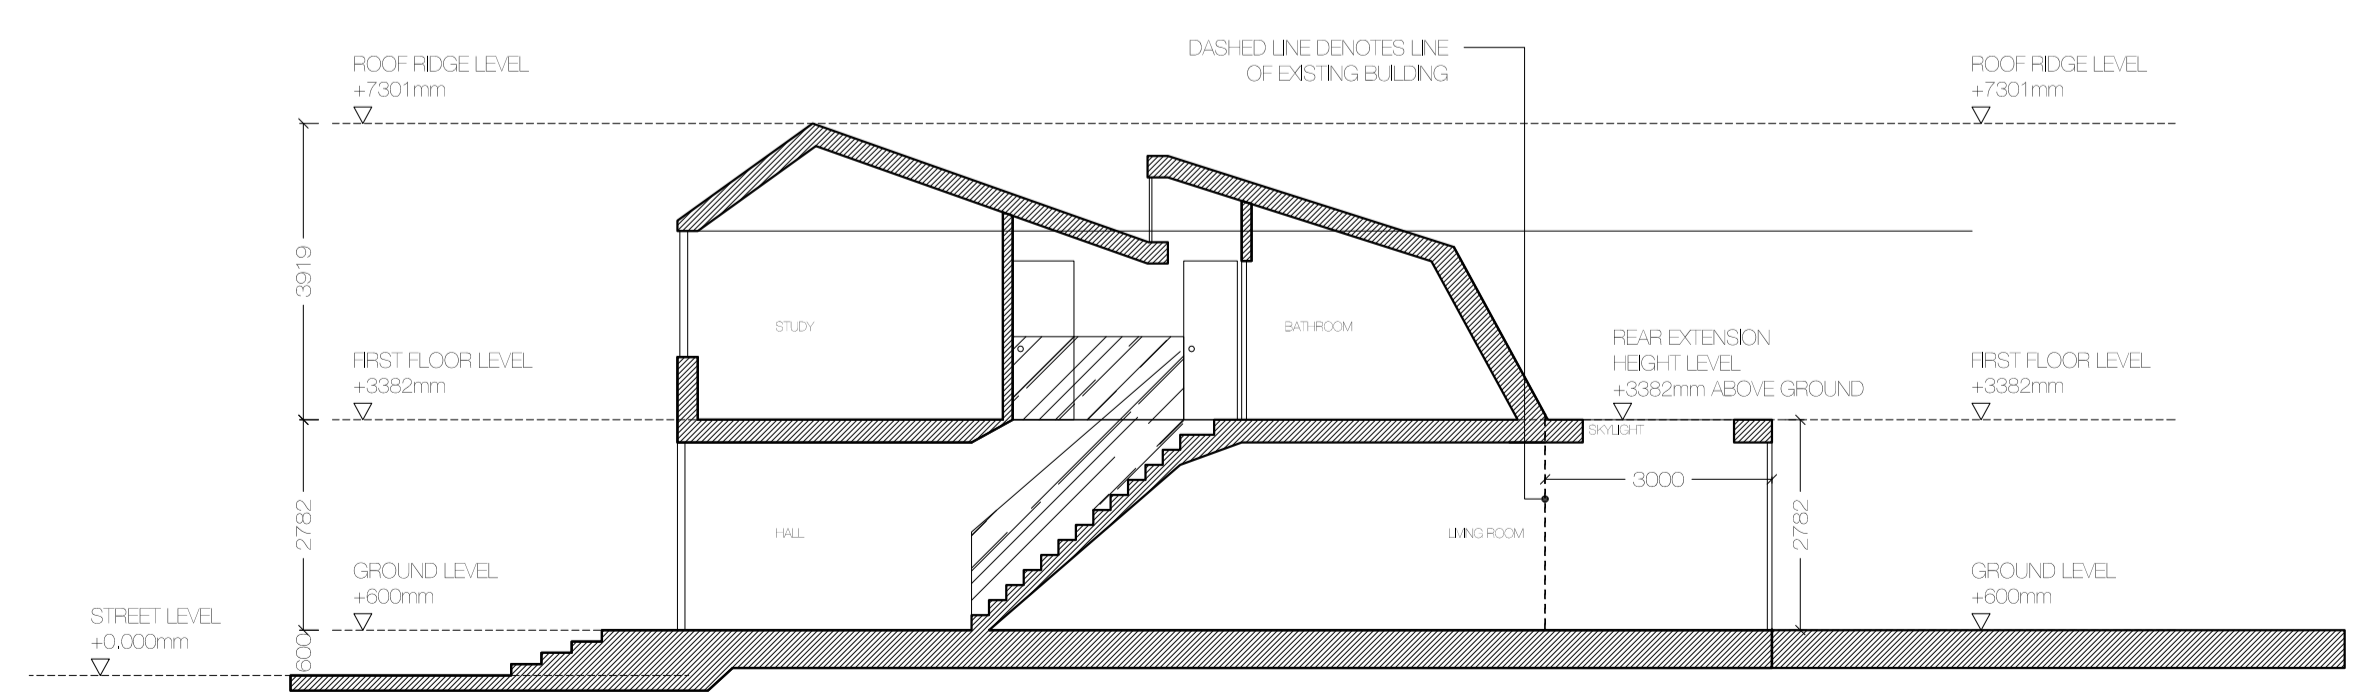 DASHED LINE DENOTES LINE
OF EXISTING BUILDING
ROOF RIDGE LEVEL
+7301mm
ROOF RIDGE LEVEL
+7301mm
3919
STUDY
BATHROOM
REAR EXTENSION
HEIGHT LEVEL
+3382mm ABOVE GROUND
FIRST FLOOR LEVEL
+3382mm
FIRST FLOOR LEVEL
+3382mm
SKYLIGHT
3000
2782
HALL
LIVING ROOM
2782
GROUND LEVEL
+600mm
GROUND LEVEL
+600mm
STREET LEVEL
+0.000mm
600